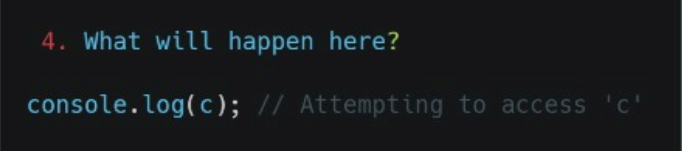 4. What will happen here?
console.log(c); // Attempting to access 'c'